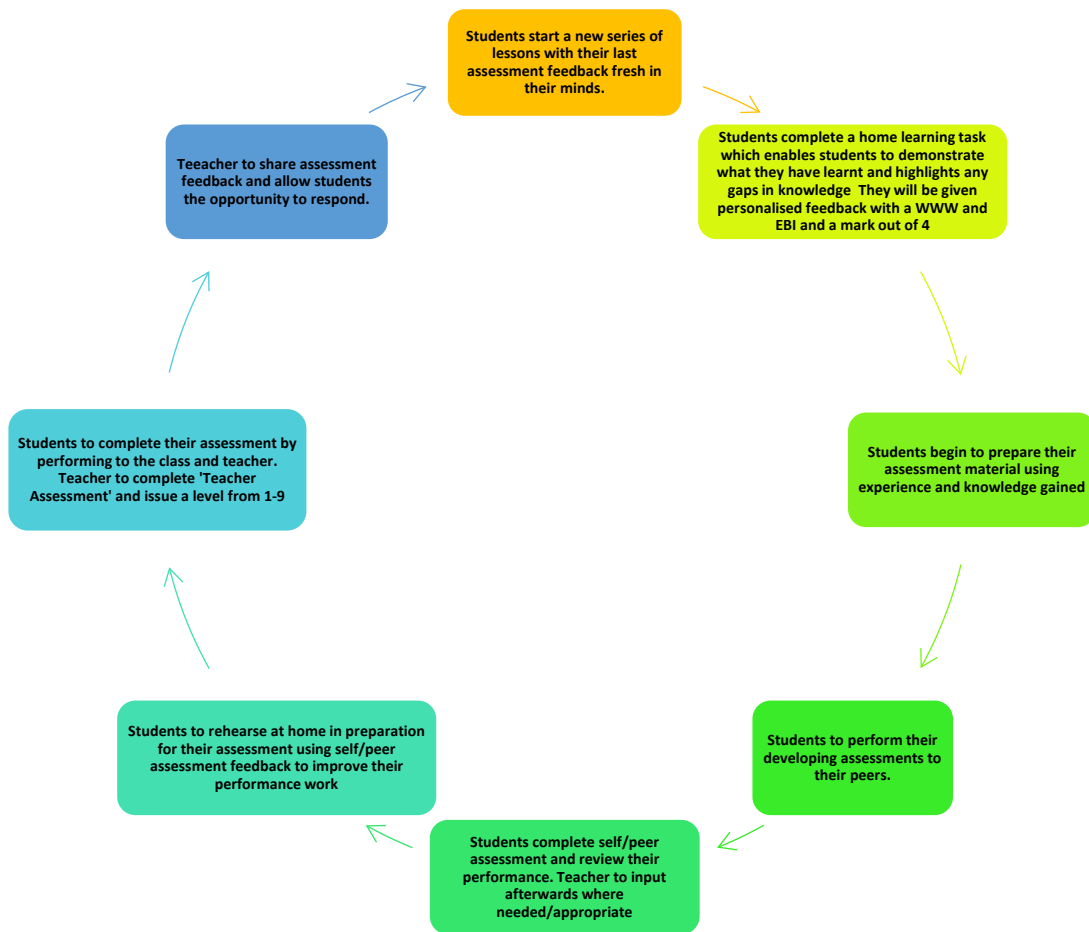 Students start a new series of
lessons with their last
assessment feedback fresh in
their minds.
Students complete a home learning task
which enables students to demonstrate
what they have learnt and highlights any
gaps in knowledge  They will be given
personalised feedback with a WWW and
EBI and a mark out of 4
Students begin to prepare their
assessment material using
experience and knowledge gained
Students to perform their
developing assessments to
their peers.
Students complete self/peer
assessment and review their
performance. Teacher to input
afterwards where
needed/appropriate
Students to rehearse at home in preparation
for their assessment using self/peer
assessment feedback to improve their
performance work
Students to complete their assessment by
performing to the class and teacher.
Teacher to complete 'Teacher
Assessment' and issue a level from 1-9
Teeacher to share assessment
feedback and allow students
the opportunity to respond.